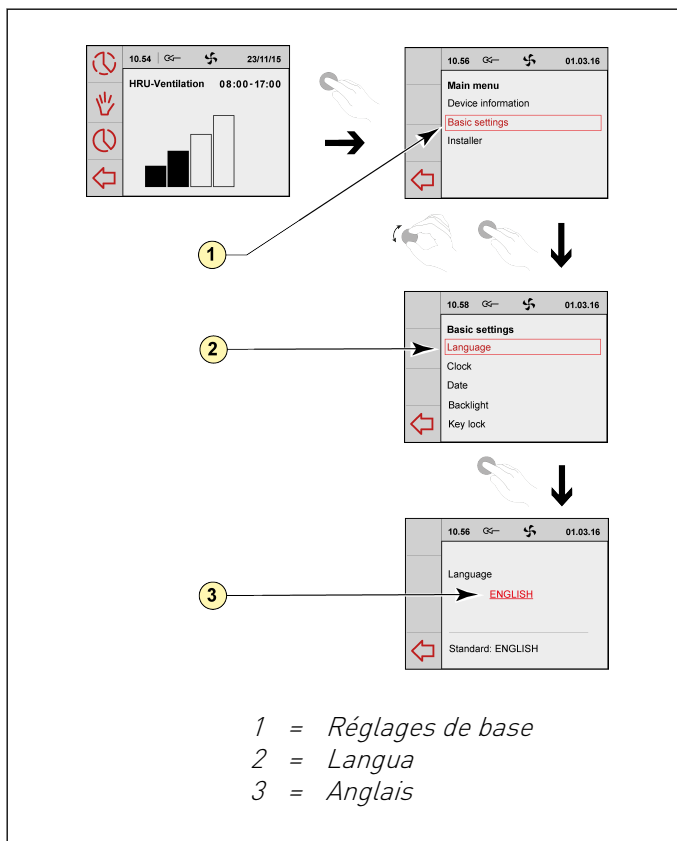 10.54 23/11/15
HRU-Ventilation 08:00-17:00
10.56 01.03.16
Main menu
Device information
Basic settings
Installer
1
10.58 01.03.16
Basic settings
Language
Clock
Date
Backlight
Key lock
2
10.56 01.03.16
Language
ENGLISH
Standard: ENGLISH
3
1 = Réglages de base
2 = Langua
3 = Anglais